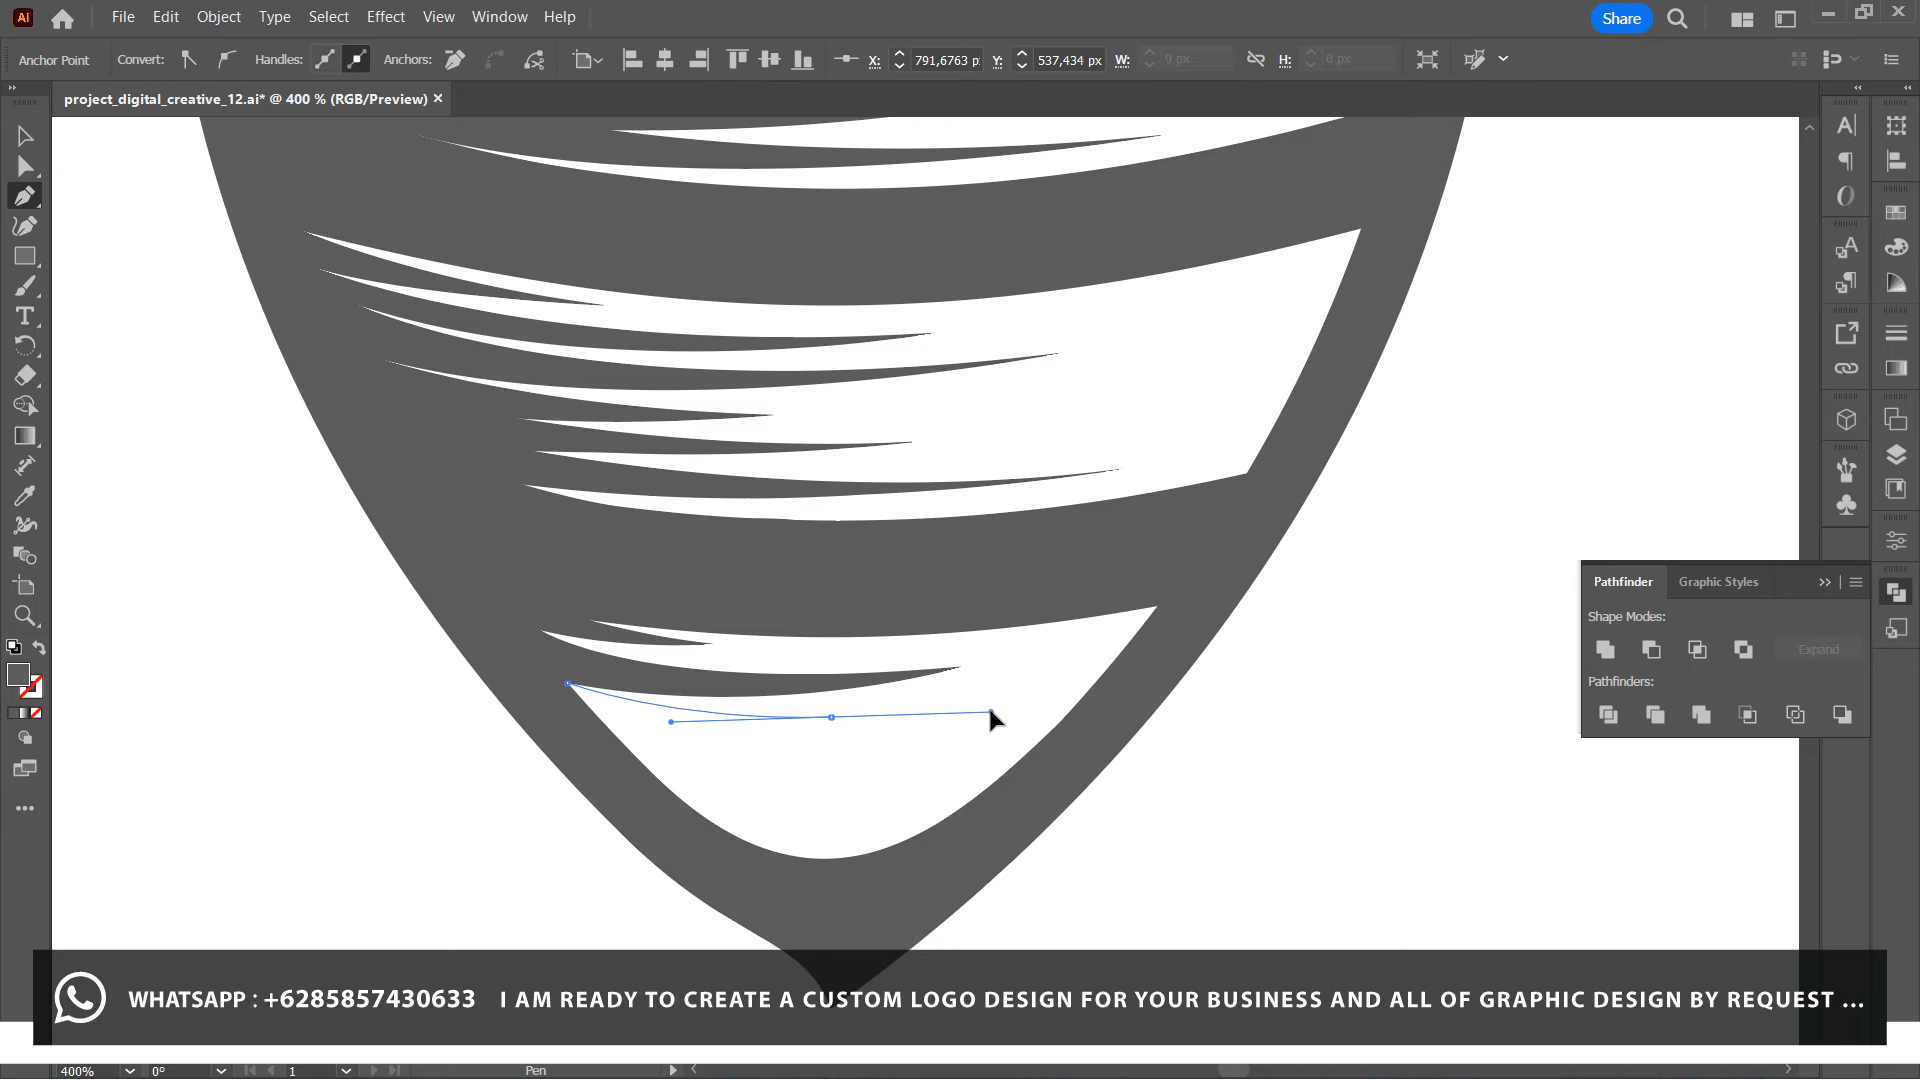 Ai File Edit Object Type Select Effect View Window Help Share
Anchor Point Convert: Handles: Anchors: X: 791,6763 p Y: 537,434 px W: 0 px H: 0 px
project_digital_creative_12.ai* @ 400 % (RGB/Preview) ×
Pathfinder Graphic Styles
Shape Modes:
Expand
Pathfinders:
WHATSAPP : +6285857430633 I AM READY TO CREATE A CUSTOM LOGO DESIGN FOR YOUR BUSINESS AND ALL OF GRAPHIC DESIGN BY REQUEST ...
400% 0° 1 Pen